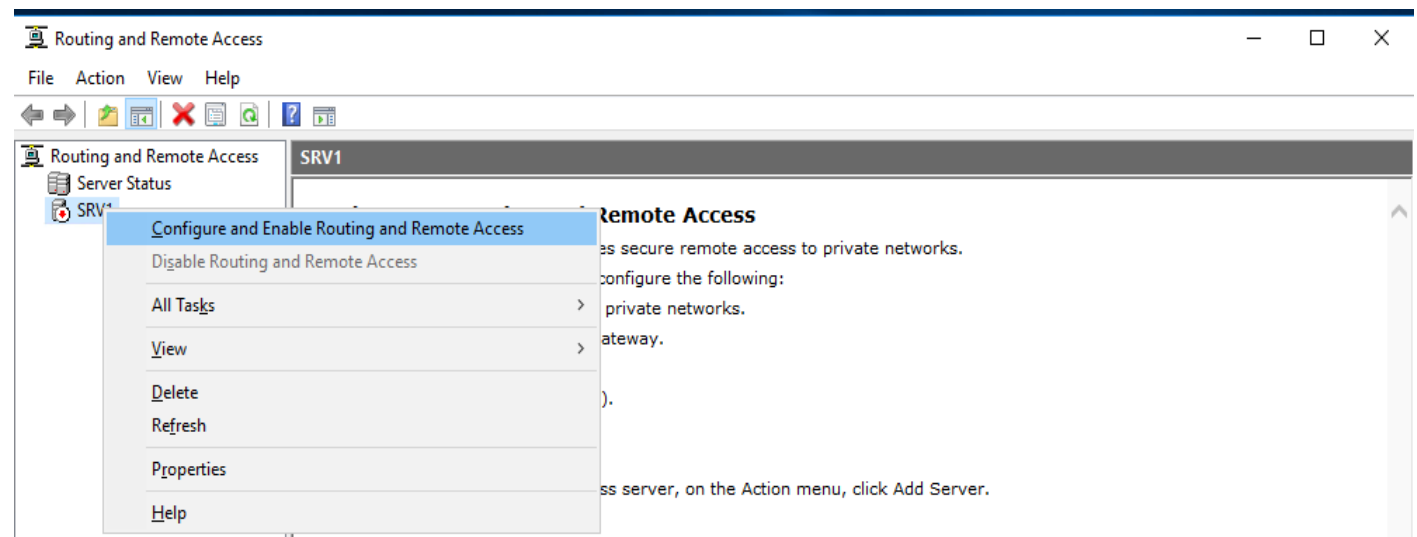 Routing and Remote Access
File Action View Help
Routing and Remote Access
Server Status
SRV1
SRV1
Configure and Enable Routing and Remote Access
Disable Routing and Remote Access
All Tasks
View
Delete
Refresh
Properties
Help
Remote Access
es secure remote access to private networks.
configure the following:
private networks.
ateway.
).
ss server, on the Action menu, click Add Server.